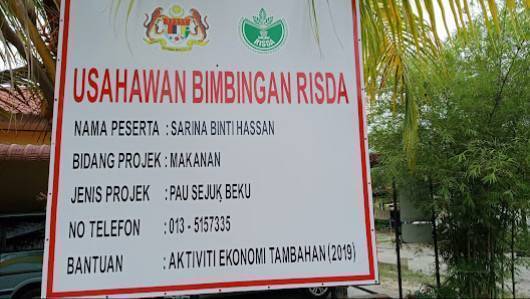 RISDA
USAHAWAN BIMBINGAN RISDA
NAMA PESERTA : SARINA BINTI HASSAN
BIDANG PROJEK : MAKANAN
JENIS PROJEK : PAU SEJUK BEKU
NO TELEFON : 013 - 5157335
BANTUAN : AKTIVITI EKONOMI TAMBAHAN (2019)